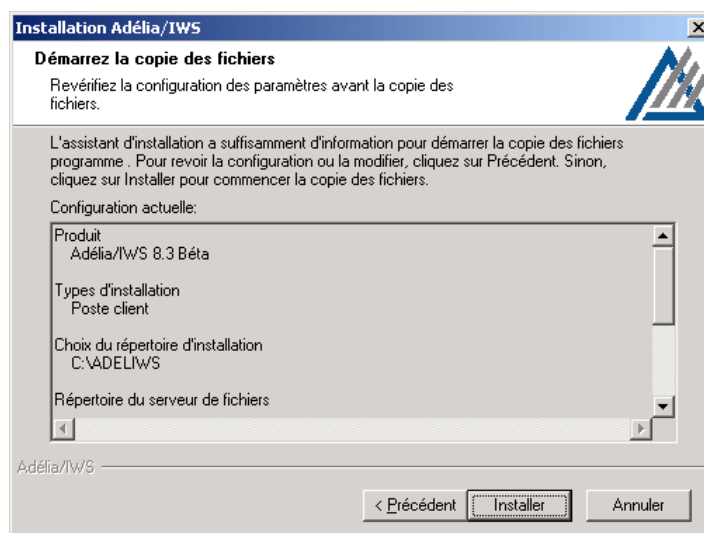 Installation Adélia/IWS
Démarrez la copie des fichiers
Revérifiez la configuration des paramètres avant la copie des
fichiers.
L'assistant d'installation a suffisamment d'information pour démarrer la copie des fichiers
programme . Pour revoir la configuration ou la modifier, cliquez sur Précédent. Sinon,
cliquez sur Installer pour commencer la copie des fichiers.
Configuration actuelle:
Produit
Adélia/IWS 8.3 Béta
Types d'installation
Poste client
Choix du répertoire d'installation
C:\ADELIWS
Répertoire du serveur de fichiers
Adélia/IWS
< Précédent
Installer
Annuler